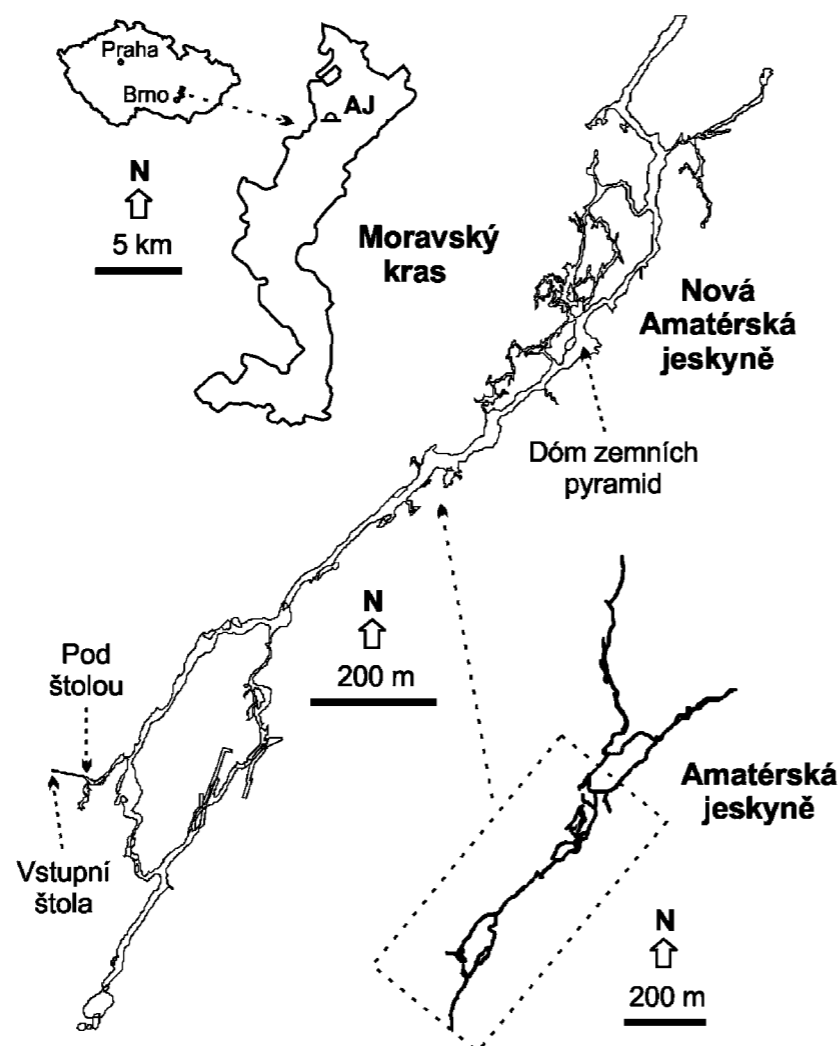 Praha
Brno
AJ
N
5 km
Moravský
kras
Nová
Amatérská
jeskyně
Dóm zemních
pyramid
N
200 m
Pod
štolou
Vstupní
štola
Amatérská
jeskyně
N
200 m